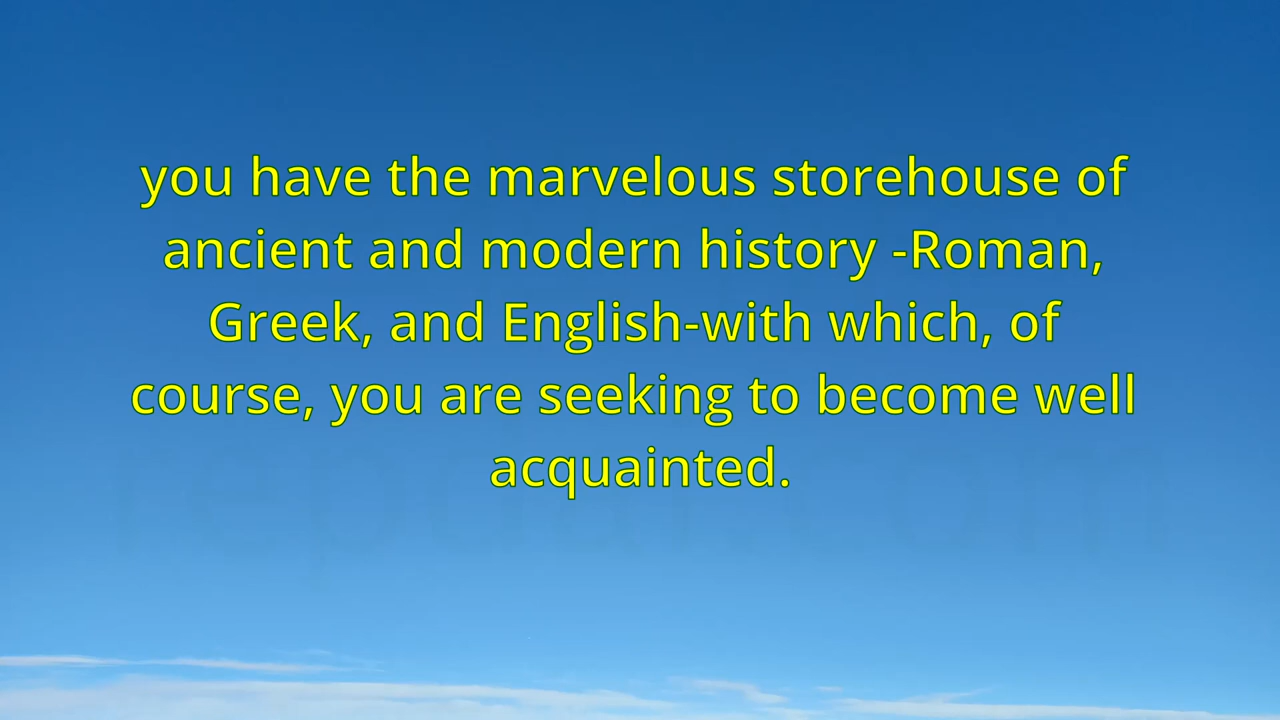 you have the marvelous storehouse of
ancient and modern history -Roman,
Greek, and English-with which, of
course, you are seeking to become well
acquainted.